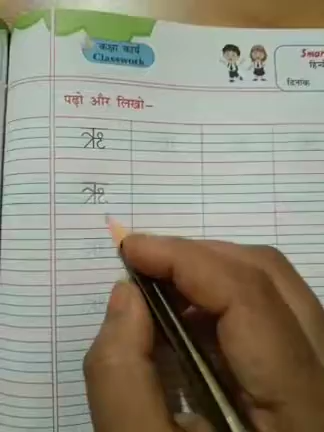 कक्षा कार्य
Classwork
Smar
हिन्दी
दिनांक
पढ़ो और लिखो–
ऋ
ऋ